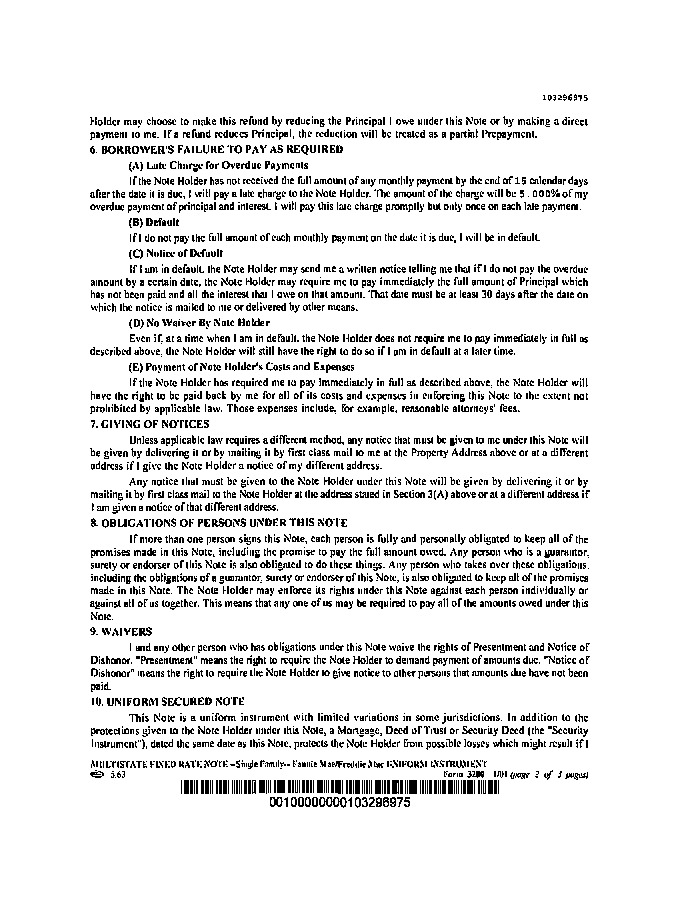 103296975
Holder may choose to make this refund by reducing the Principal I owe under this Note or by making a direct
payment to me. If a refund reduces Principal, the reduction will be treated as a partial Prepayment.
6. BORROWER'S FAILURE TO PAY AS REQUIRED
(A) Late Charge for Overdue Payments
If the Note Holder has not received the full amount of any monthly payment by the end of 15 calendar days
after the date it is due, I will pay a late charge to the Note Holder. The amount of the charge will be 5.000% of my
overdue payment of principal and interest. I will pay this late charge promptly but only once on each late payment.
(B) Default
If I do not pay the full amount of each monthly payment on the date it is due, I will be in default.
(C) Notice of Default
If I am in default, the Note Holder may send me a written notice telling me that if I do not pay the overdue
amount by a certain date, the Note Holder may require me to pay immediately the full amount of Principal which
has not been paid and all the interest that I owe on that amount. That date must be at least 30 days after the date on
which the notice is mailed to me or delivered by other means.
(D) No Waiver By Note Holder
Even if, at a time when I am in default, the Note Holder does not require me to pay immediately in full as
described above, the Note Holder will still have the right to do so if I am in default at a later time.
(E) Payment of Note Holder's Costs and Expenses
If the Note Holder has required me to pay immediately in full as described above, the Note Holder will
have the right to be paid back by me for all of its costs and expenses in enforcing this Note to the extent not
prohibited by applicable law. Those expenses include, for example, reasonable attorneys' fees.
7. GIVING OF NOTICES
Unless applicable law requires a different method, any notice that must be given to me under this Note will
be given by delivering it or by mailing it by first class mail to me at the Property Address above or at a different
address if I give the Note Holder a notice of my different address.
Any notice that must be given to the Note Holder under this Note will be given by delivering it or by
mailing it by first class mail to the Note Holder at the address stated in Section 3(A) above or at a different address if
I am given a notice of that different address.
8. OBLIGATIONS OF PERSONS UNDER THIS NOTE
If more than one person signs this Note, each person is fully and personally obligated to keep all of the
promises made in this Note, including the promise to pay the full amount owed. Any person who is a guarantor,
surety or endorser of this Note is also obligated to do these things. Any person who takes over these obligations,
including the obligations of a guarantor, surety or endorser of this Note, is also obligated to keep all of the promises
made in this Note. The Note Holder may enforce its rights under this Note against each person individually or
against all of us together. This means that any one of us may be required to pay all of the amounts owed under this
Note.
9. WAIVERS
I and any other person who has obligations under this Note waive the rights of Presentment and Notice of
Dishonor. "Presentment" means the right to require the Note Holder to demand payment of amounts due. "Notice of
Dishonor" means the right to require the Note Holder to give notice to other persons that amounts due have not been
paid.
10. UNIFORM SECURED NOTE
This Note is a uniform instrument with limited variations in some jurisdictions. In addition to the
protections given to the Note Holder under this Note, a Mortgage, Deed of Trust or Security Deed (the "Security
Instrument"), dated the same date as this Note, protects the Note Holder from possible losses which might result if I
MULTISTATE FIXED RATE NOTE--Single Family--Fannie Mae/Freddie Mac UNIFORM INSTRUMENT
5.63 Form 3200 1/01 (page 2 of 3 pages)
00100000000103296975